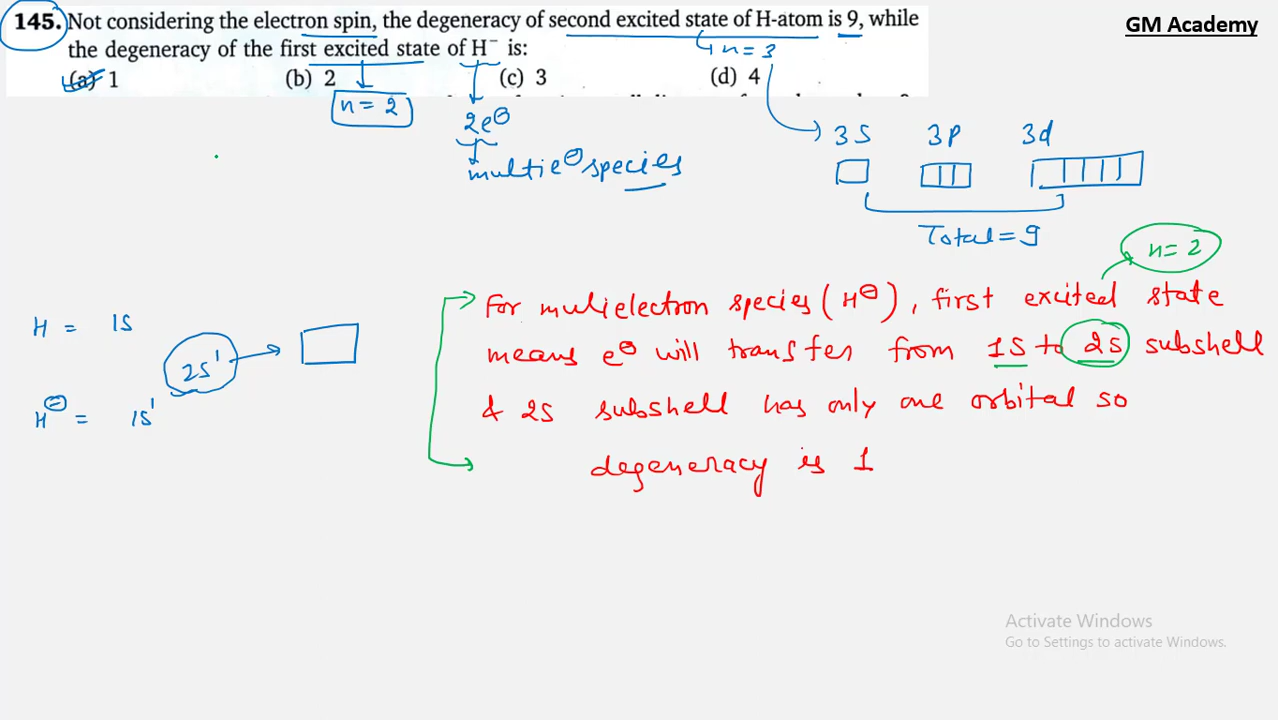 GM Academy
145. Not considering the electron spin, the degeneracy of second excited state of H-atom is 9, while
the degeneracy of the first excited state of H⁻ is:
↳ n = 3
(a) 1 (b) 2 (c) 3 (d) 4
n = 2
2e⊖
multie⊖ species
3s 3p 3d
Total = 9
n = 2
For mulielectron species (H⊖), first excited state
means e⊖ will transfer from 1s to 2s subshell
& 2s subshell has only one orbital so
degeneracy is 1
H = 1s
2s¹
H⊖ = 1s¹
Activate Windows
Go to Settings to activate Windows.